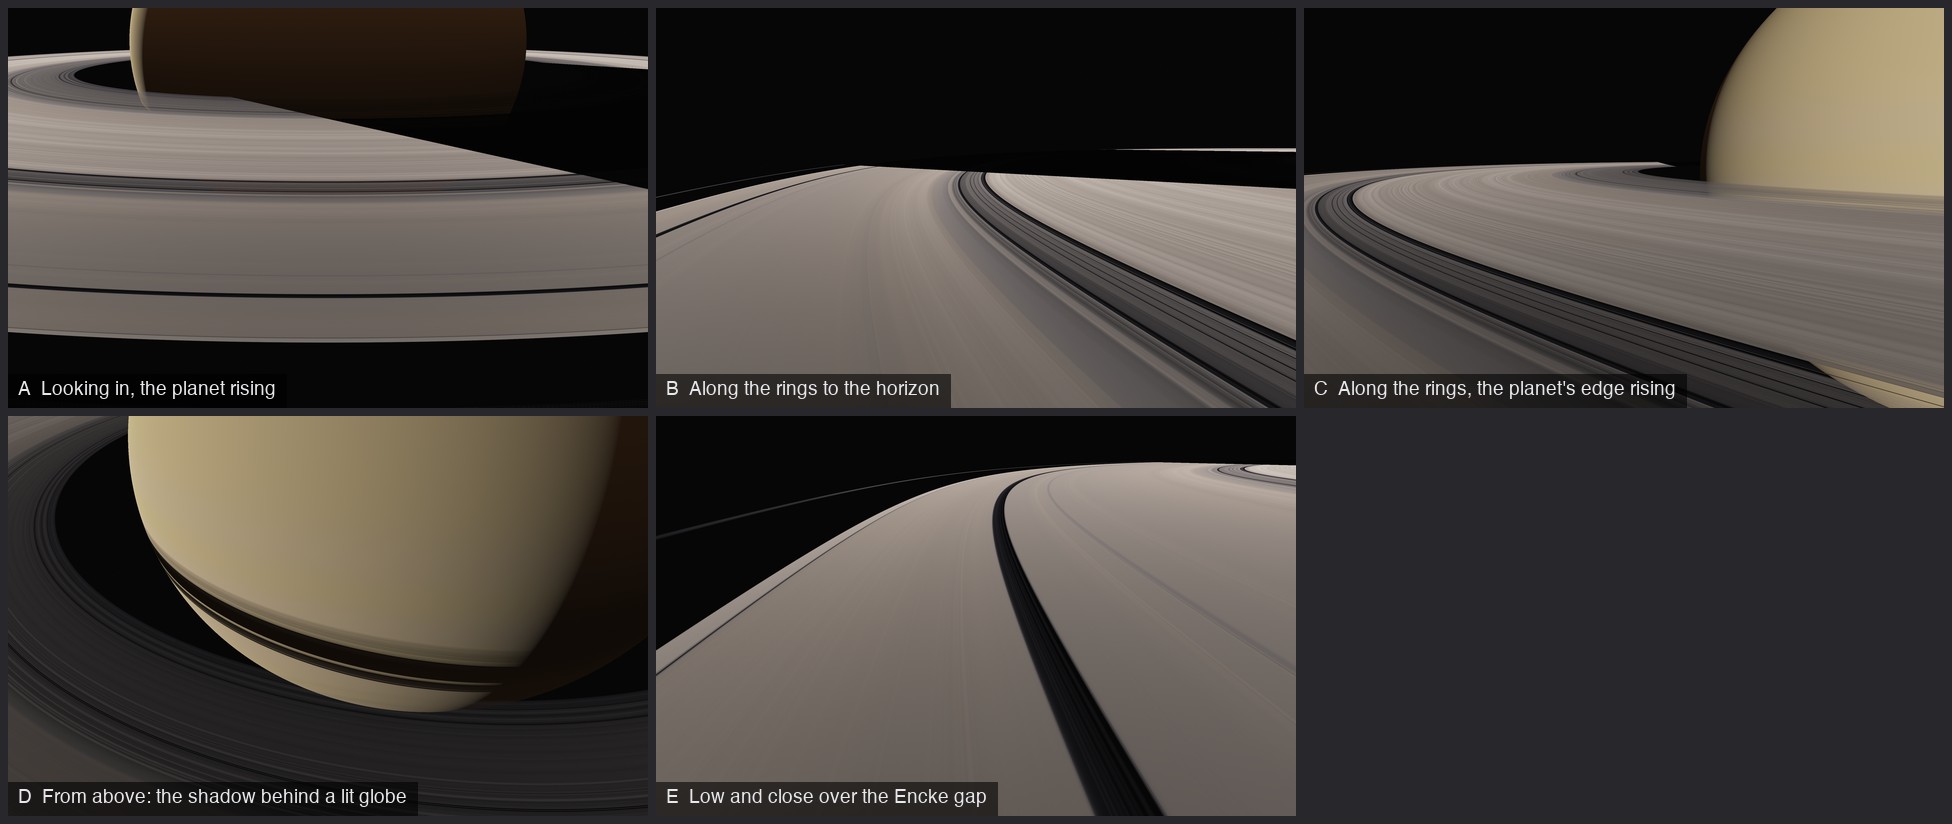 A Looking in, the planet rising
B Along the rings to the horizon
C Along the rings, the planet's edge rising
D From above: the shadow behind a lit globe
E Low and close over the Encke gap